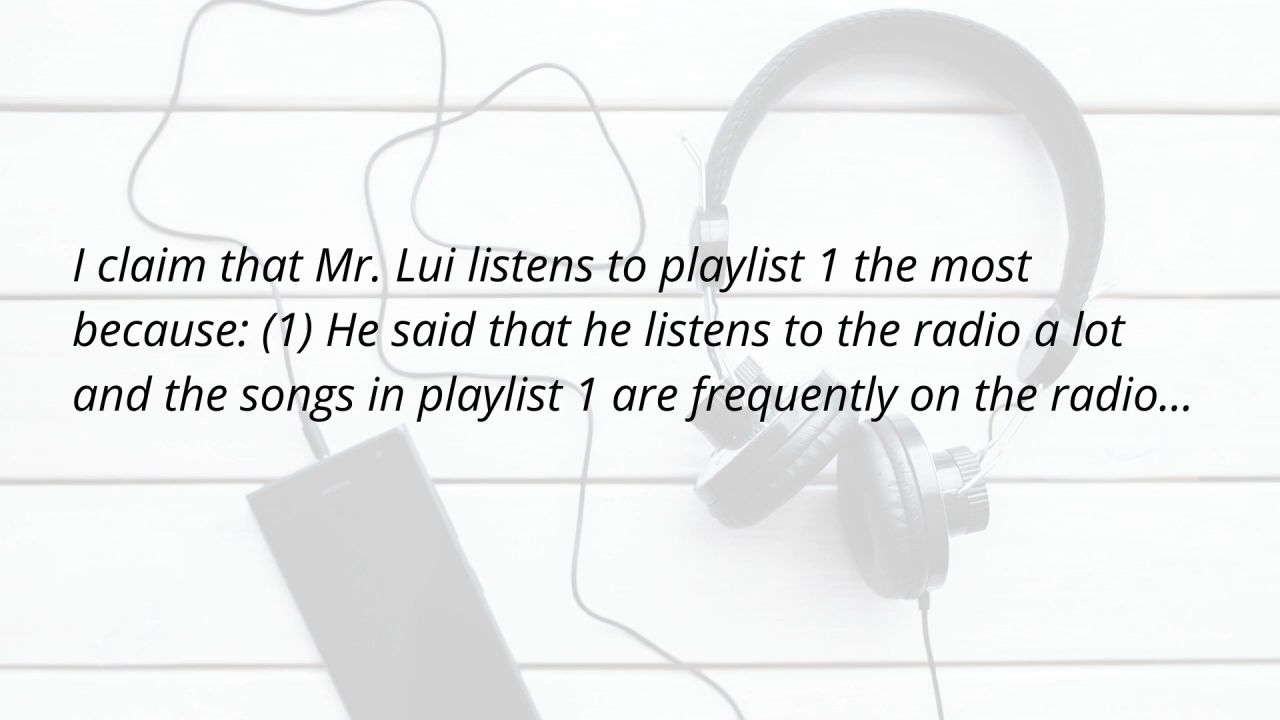 I claim that Mr. Lui listens to playlist 1 the most
because: (1) He said that he listens to the radio a lot
and the songs in playlist 1 are frequently on the radio...